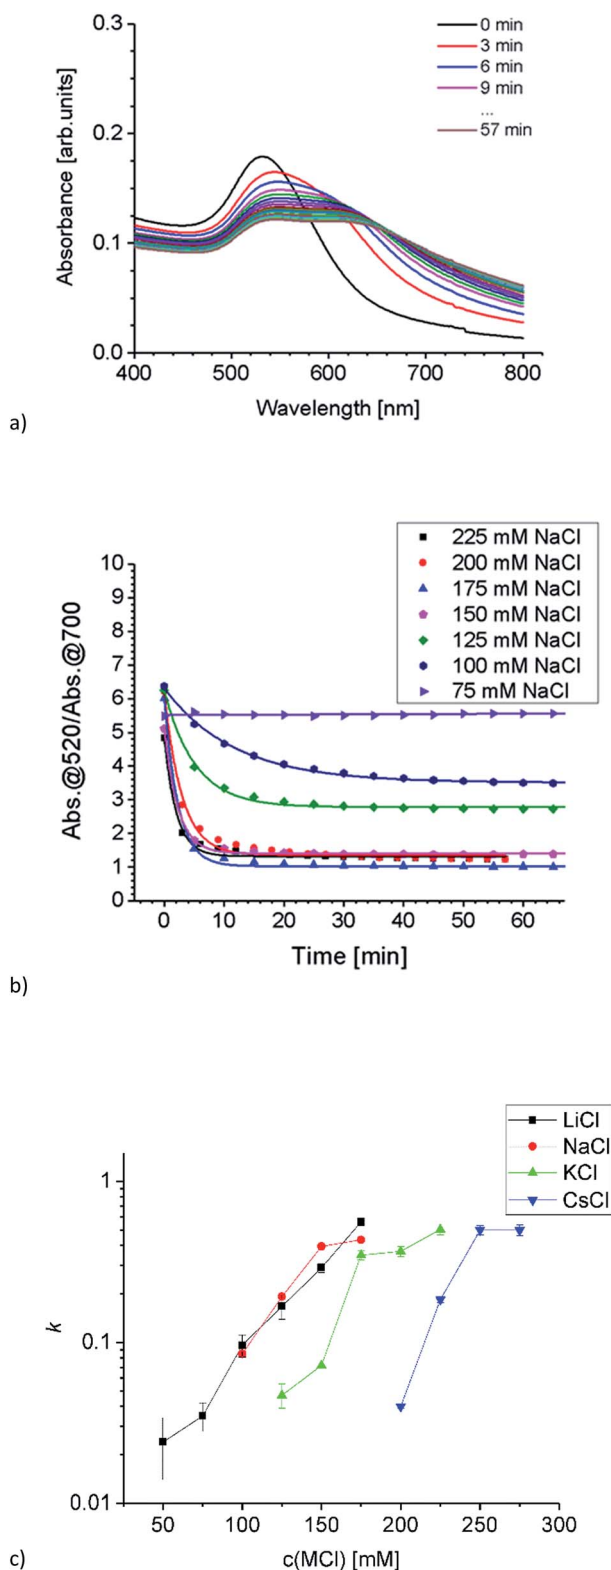 0 min
3 min
6 min
9 min
...
57 min
Absorbance [arb.units]
0.3
0.2
0.1
0.0
400 500 600 700 800
Wavelength [nm]
a)
225 mM NaCl
200 mM NaCl
175 mM NaCl
150 mM NaCl
125 mM NaCl
100 mM NaCl
75 mM NaCl
Abs.@520/Abs.@700
10
9
8
7
6
5
4
3
2
1
0
0 10 20 30 40 50 60
Time [min]
b)
LiCl
NaCl
KCl
CsCl
k
1
0.1
0.01
50 100 150 200 250 300
c(MCl) [mM]
c)